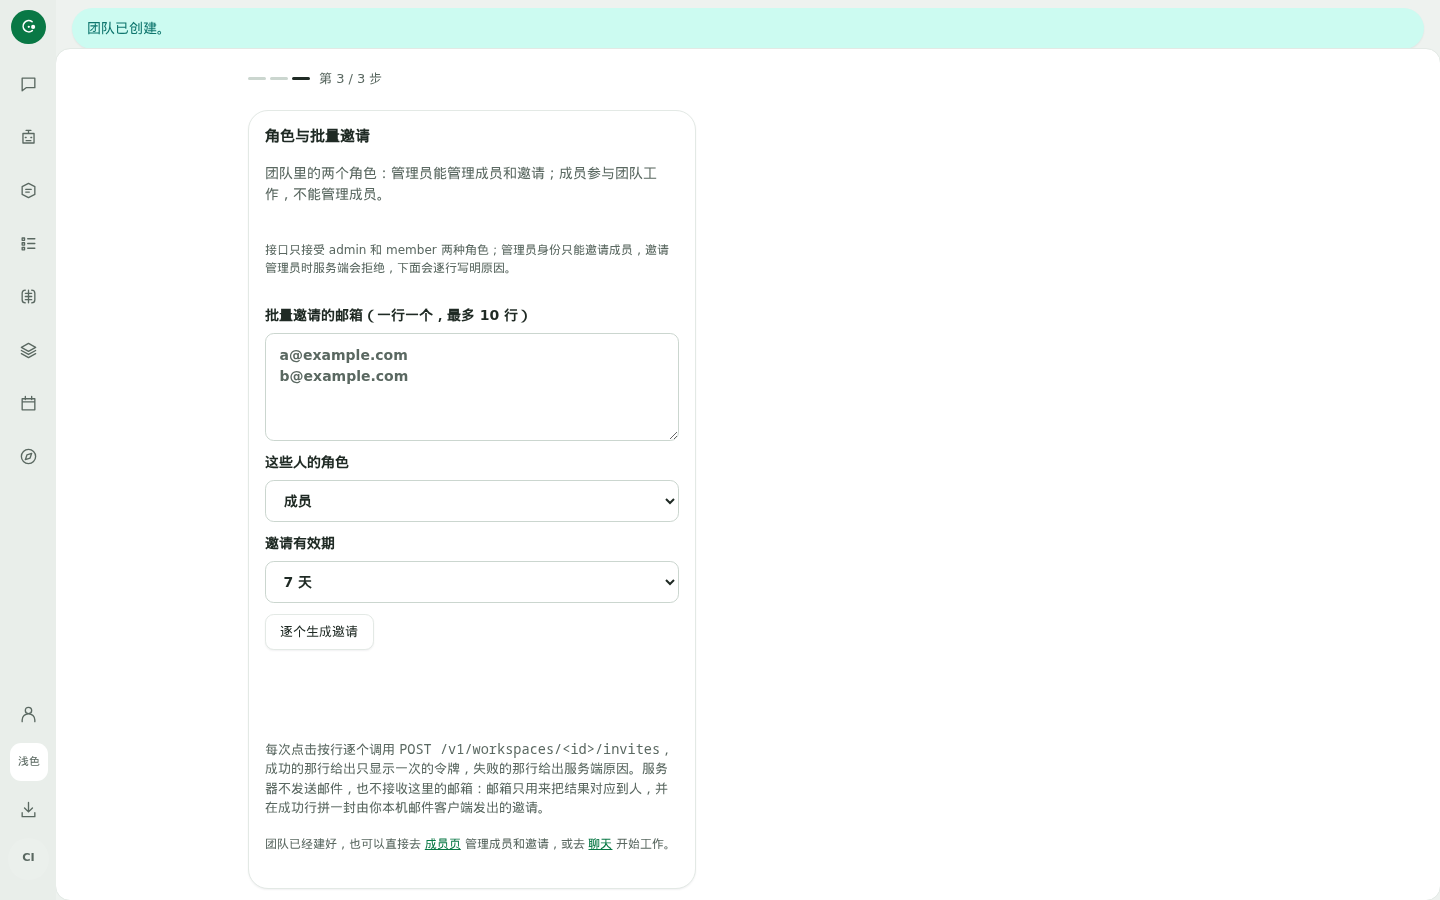 团队已创建。
第 3 / 3 步
角色与批量邀请
团队里的两个角色：管理员能管理成员和邀请；成员参与团队工
作，不能管理成员。
接口只接受 admin 和 member 两种角色；管理员身份只能邀请成员，邀请
管理员时服务端会拒绝，下面会逐行写明原因。
批量邀请的邮箱（一行一个，最多 10 行）
a@example.com
b@example.com
这些人的角色
成员
邀请有效期
7 天
逐个生成邀请
每次点击按行逐个调用 POST /v1/workspaces/<id>/invites，
成功的那行给出只显示一次的令牌，失败的那行给出服务端原因。服务
器不发送邮件，也不接收这里的邮箱：邮箱只用来把结果对应到人，并
在成功行拼一封由你本机邮件客户端发出的邀请。
团队已经建好，也可以直接去 成员页 管理成员和邀请，或去 聊天 开始工作。
浅色
CI